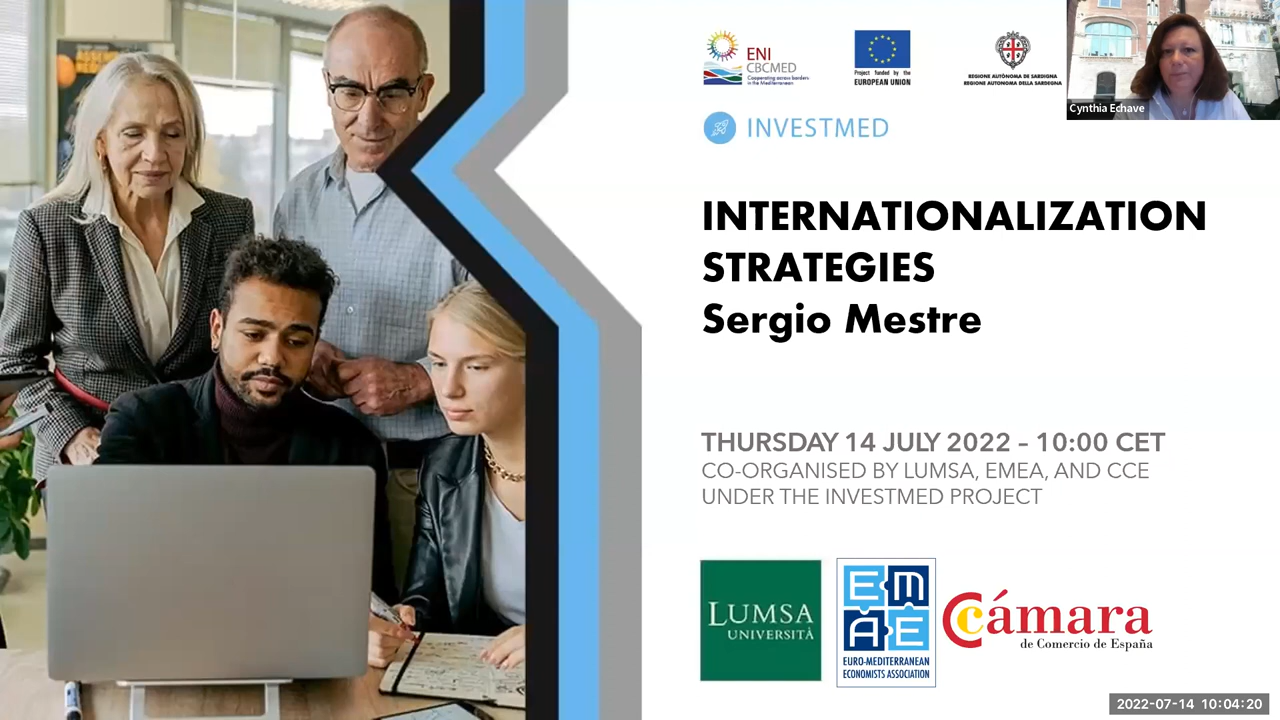 ENI
CBCMED
Cooperating across borders
in the Mediterranean
Project funded by the
EUROPEAN UNION
REGIONE AUTÒNOMA DE SARDIGNA
REGIONE AUTONOMA DELLA SARDEGNA
Cynthia Echave
INVESTMED
INTERNATIONALIZATION
STRATEGIES
Sergio Mestre
THURSDAY 14 JULY 2022 – 10:00 CET
CO-ORGANISED BY LUMSA, EMEA, AND CCE
UNDER THE INVESTMED PROJECT
LUMSA
UNIVERSITÀ
EMEA
EURO-MEDITERRANEAN
ECONOMISTS ASSOCIATION
Cámara
de Comercio de España
2022-07-14 10:04:20